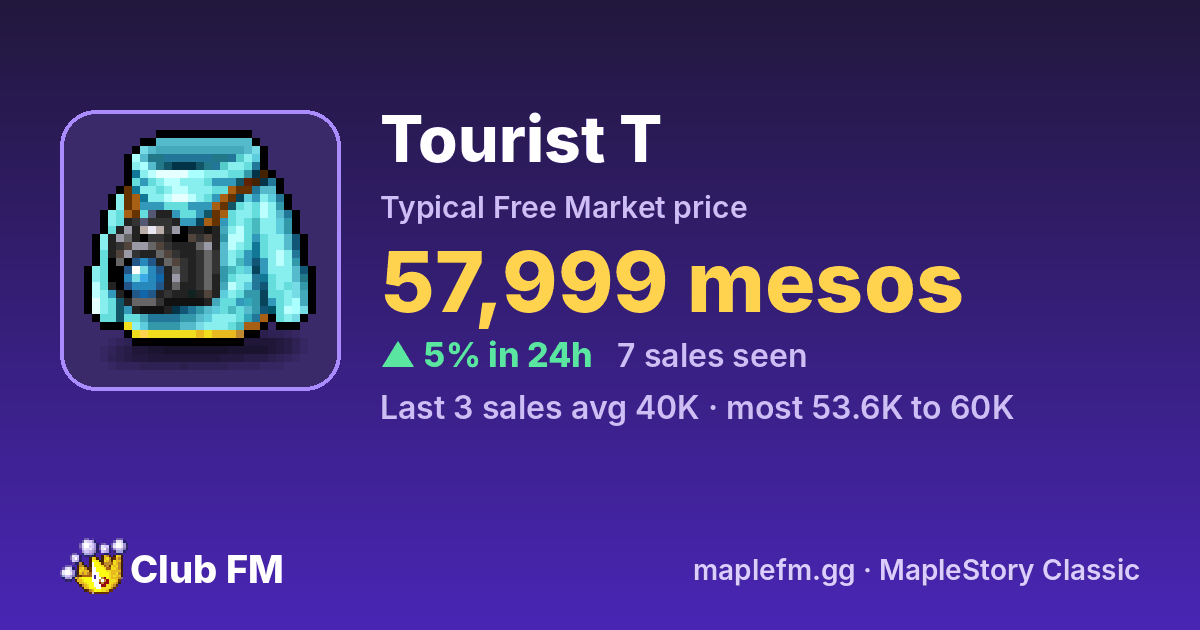 Tourist T
Typical Free Market price
57,999 mesos
▲ 5% in 24h 7 sales seen
Last 3 sales avg 40K · most 53.6K to 60K
Club FM
maplefm.gg · MapleStory Classic